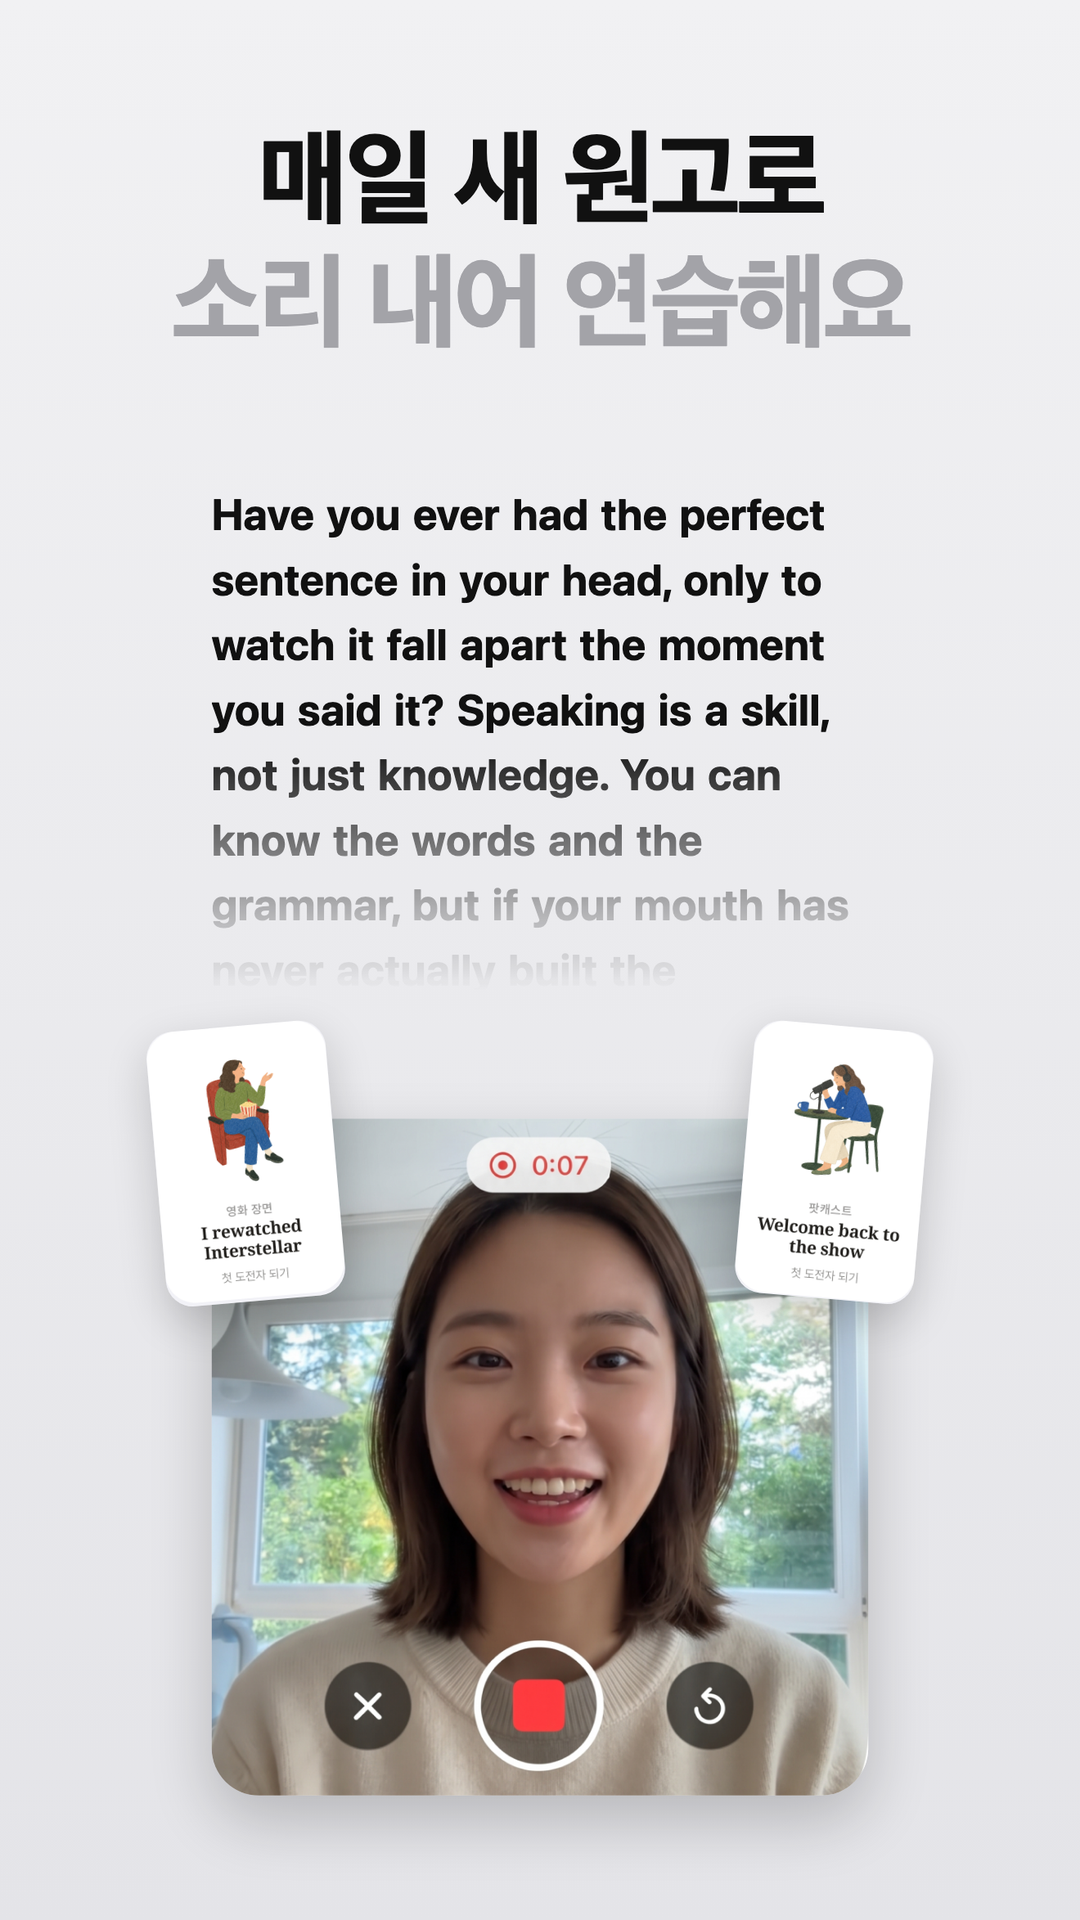 매일 새 원고로
소리 내어 연습해요
Have you ever had the perfect
sentence in your head, only to
watch it fall apart the moment
you said it? Speaking is a skill,
not just knowledge. You can
know the words and the
grammar, but if your mouth has
never actually built the
영화 장면
I rewatched
Interstellar
첫 도전자 되기
팟캐스트
Welcome back to
the show
첫 도전자 되기
0:07